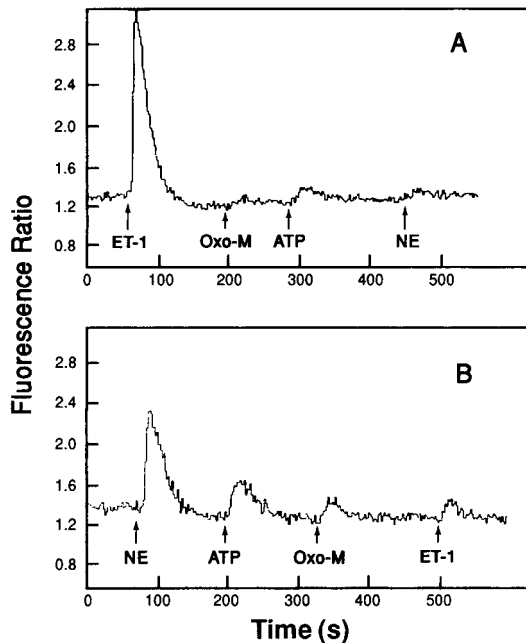 Fluorescence Ratio
A
2.8
2.4
2.0
1.6
1.2
0.8
ET-1 Oxo-M ATP NE
0 100 200 300 400 500
B
2.8
2.4
2.0
1.6
1.2
0.8
NE ATP Oxo-M ET-1
0 100 200 300 400 500
Time (s)